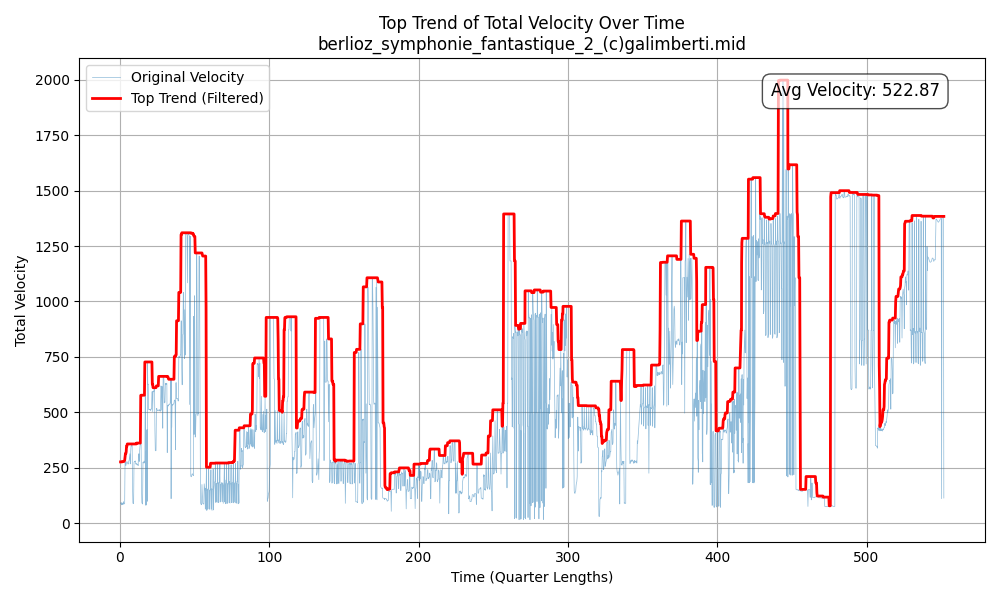 Top Trend of Total Velocity Over Time
berlioz_symphonie_fantastique_2_(c)galimberti.mid
Original Velocity
Top Trend (Filtered)
Avg Velocity: 522.87
Total Velocity
2000
1750
1500
1250
1000
750
500
250
0
0 100 200 300 400 500
Time (Quarter Lengths)